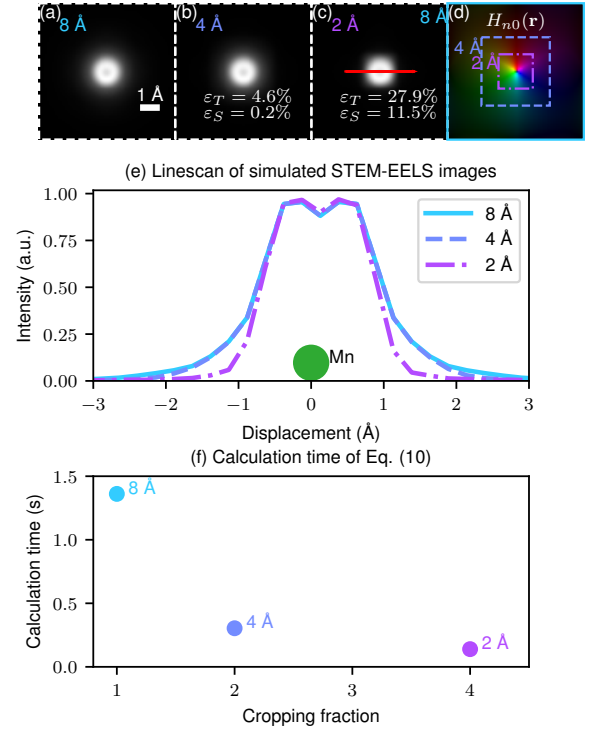 (a)
8 Å
1 Å
(b)
4 Å
εT = 4.6%
εS = 0.2%
(c)
2 Å
εT = 27.9%
εS = 11.5%
8 Å
(d)
Hn0(r)
4 Å
2 Å
(e) Linescan of simulated STEM-EELS images
Intensity (a.u.)
1.00
0.75
0.50
0.25
0.00
8 Å
4 Å
2 Å
Mn
−3
−2
−1
0
1
2
3
Displacement (Å)
(f) Calculation time of Eq. (10)
Calculation time (s)
1.5
1.0
0.5
0.0
8 Å
4 Å
2 Å
1
2
3
4
Cropping fraction